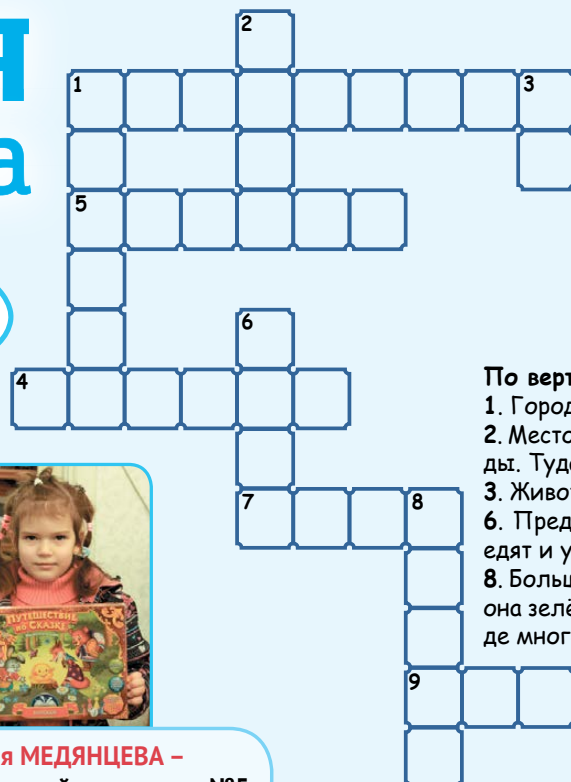 я
а
2
1
3
5
6
4
7
8
9
По верт
1. Город
2. Место
ды. Туда
3. Живот
6. Пред
едят и у
8. Больш
она зелё
де мног
ПУТЕШЕСТВИЕ
по СКАЗКЕ
я МЕДЯНЦЕВА –